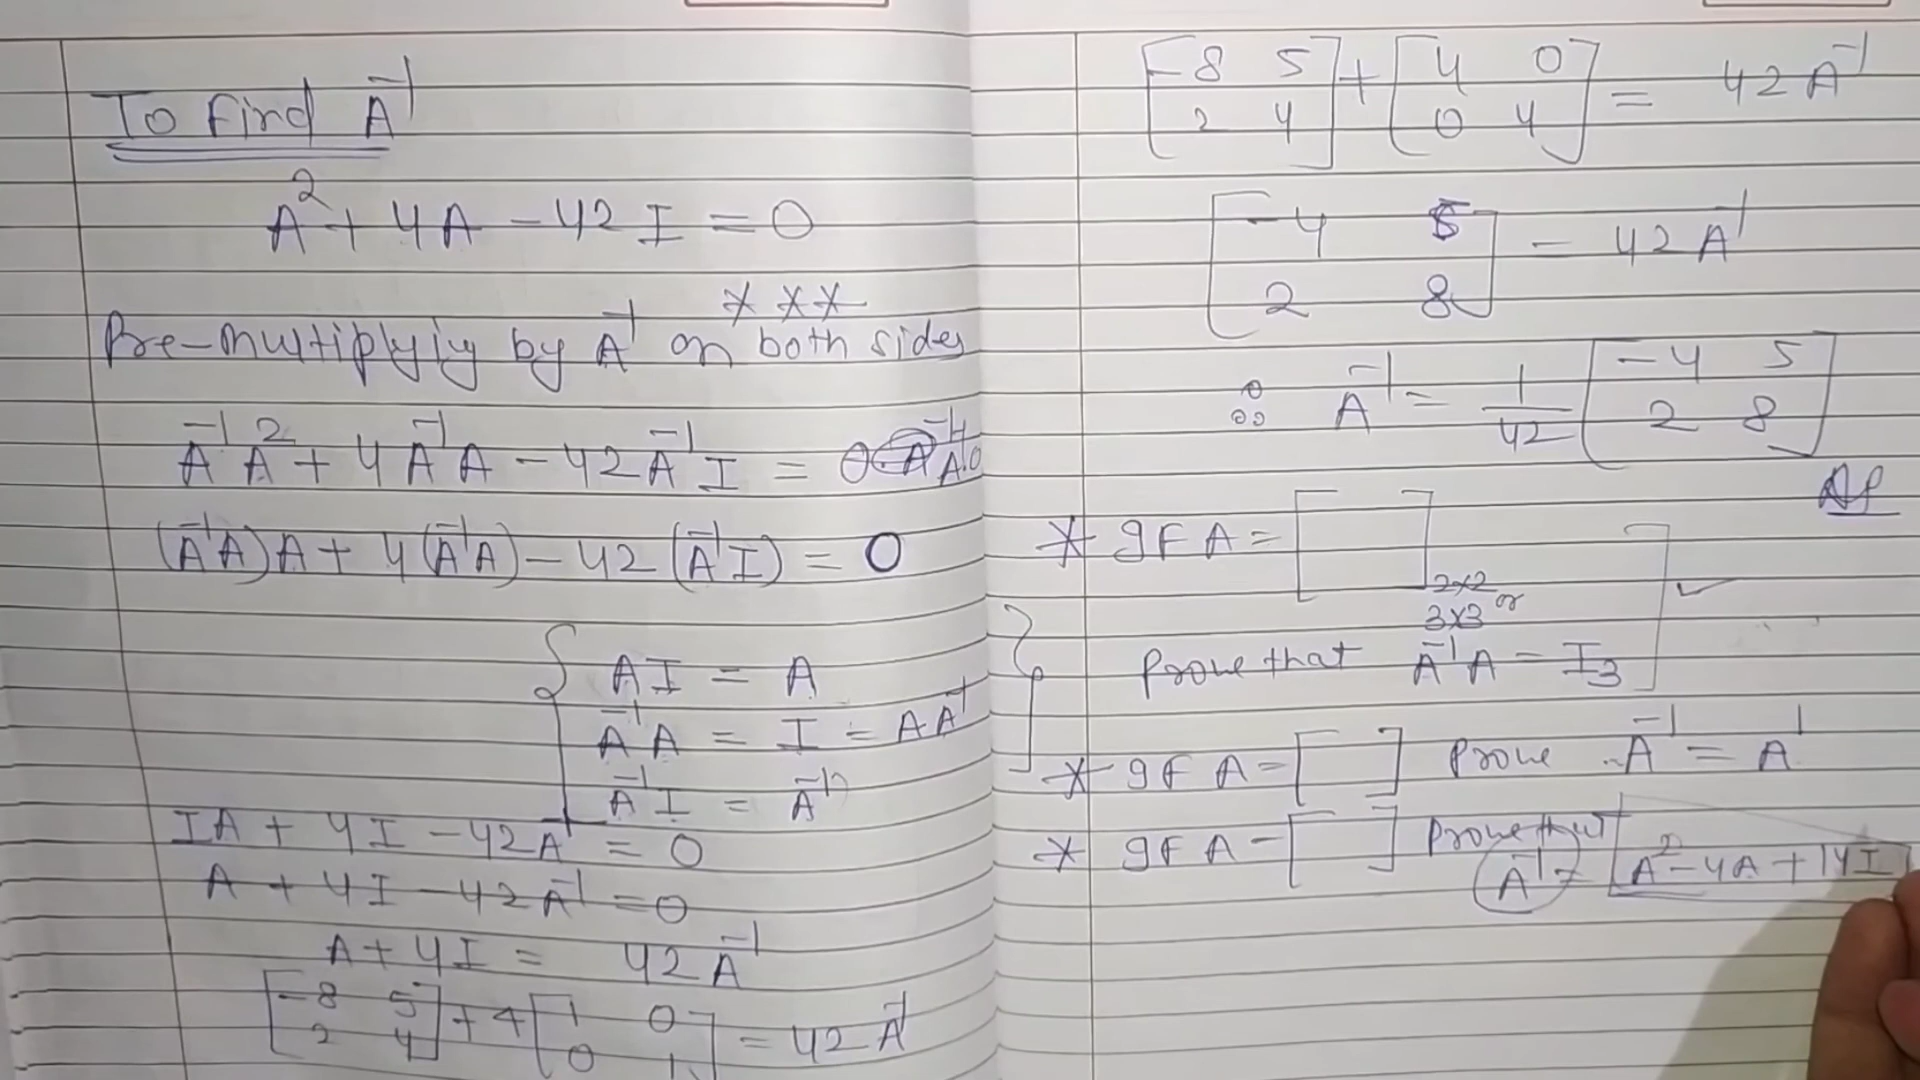 To Find A⁻¹
A² + 4A - 42I = 0
* * *
Pre-multiplyiy by A⁻¹ on both sides
A⁻¹A² + 4A⁻¹A - 42A⁻¹I = 0 A⁻¹.0
(A⁻¹A)A + 4(A⁻¹A) - 42(A⁻¹I) = 0
AI = A
A⁻¹A = I = AA⁻¹
A⁻¹I = A⁻¹
IA + 4I - 42A⁻¹ = 0
A + 4I - 42A⁻¹ = 0
A + 4I = 42A⁻¹
[-8 5
2 4] + 4[1 0
0 1] = 42A⁻¹
[-8 5
2 4] + [4 0
0 4] = 42A⁻¹
[-4 5
2 8] = 42A⁻¹
∴ A⁻¹ = 1/42 [-4 5
2 8]
* If A = [ ] 2×2 or
3×3
Prove that A⁻¹A = I₃ ✓
* If A = [ ] Prove A⁻¹ = A'
* If A = [ ] Prove that
A⁻¹ = A² - 4A + 14I